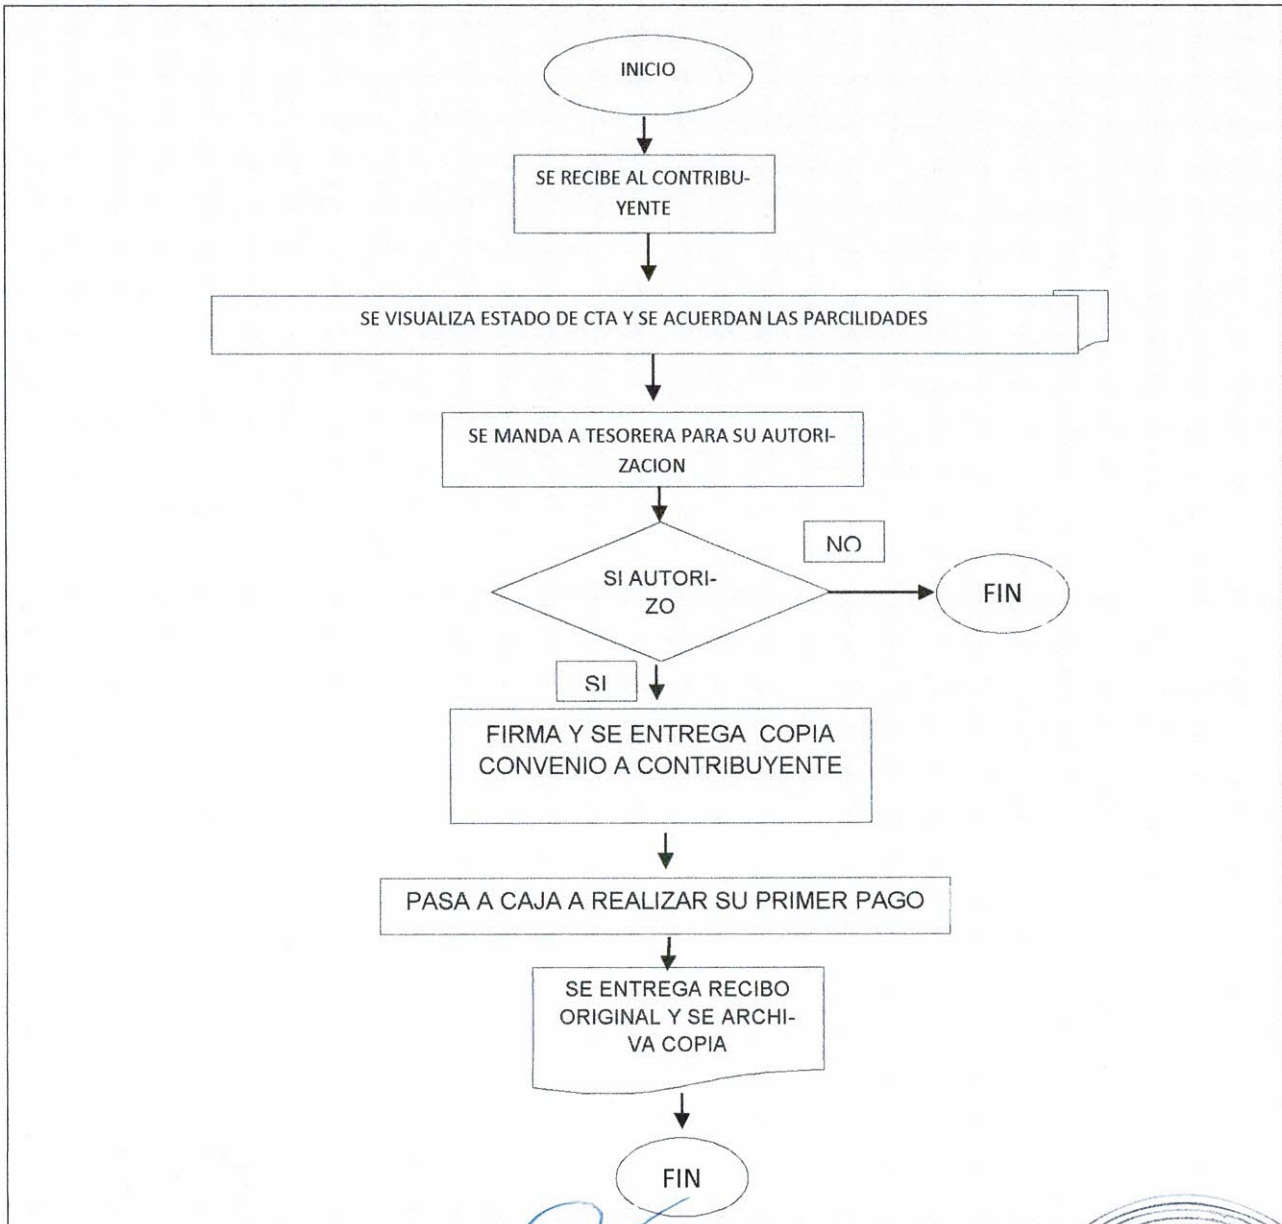 INICIO
SE RECIBE AL CONTRIBU-
YENTE
SE VISUALIZA ESTADO DE CTA Y SE ACUERDAN LAS PARCILIDADES
SE MANDA A TESORERA PARA SU AUTORI-
ZACION
NO
SI AUTORI-
ZO
FIN
SI
FIRMA Y SE ENTREGA COPIA
CONVENIO A CONTRIBUYENTE
PASA A CAJA A REALIZAR SU PRIMER PAGO
SE ENTREGA RECIBO
ORIGINAL Y SE ARCHI-
VA COPIA
FIN